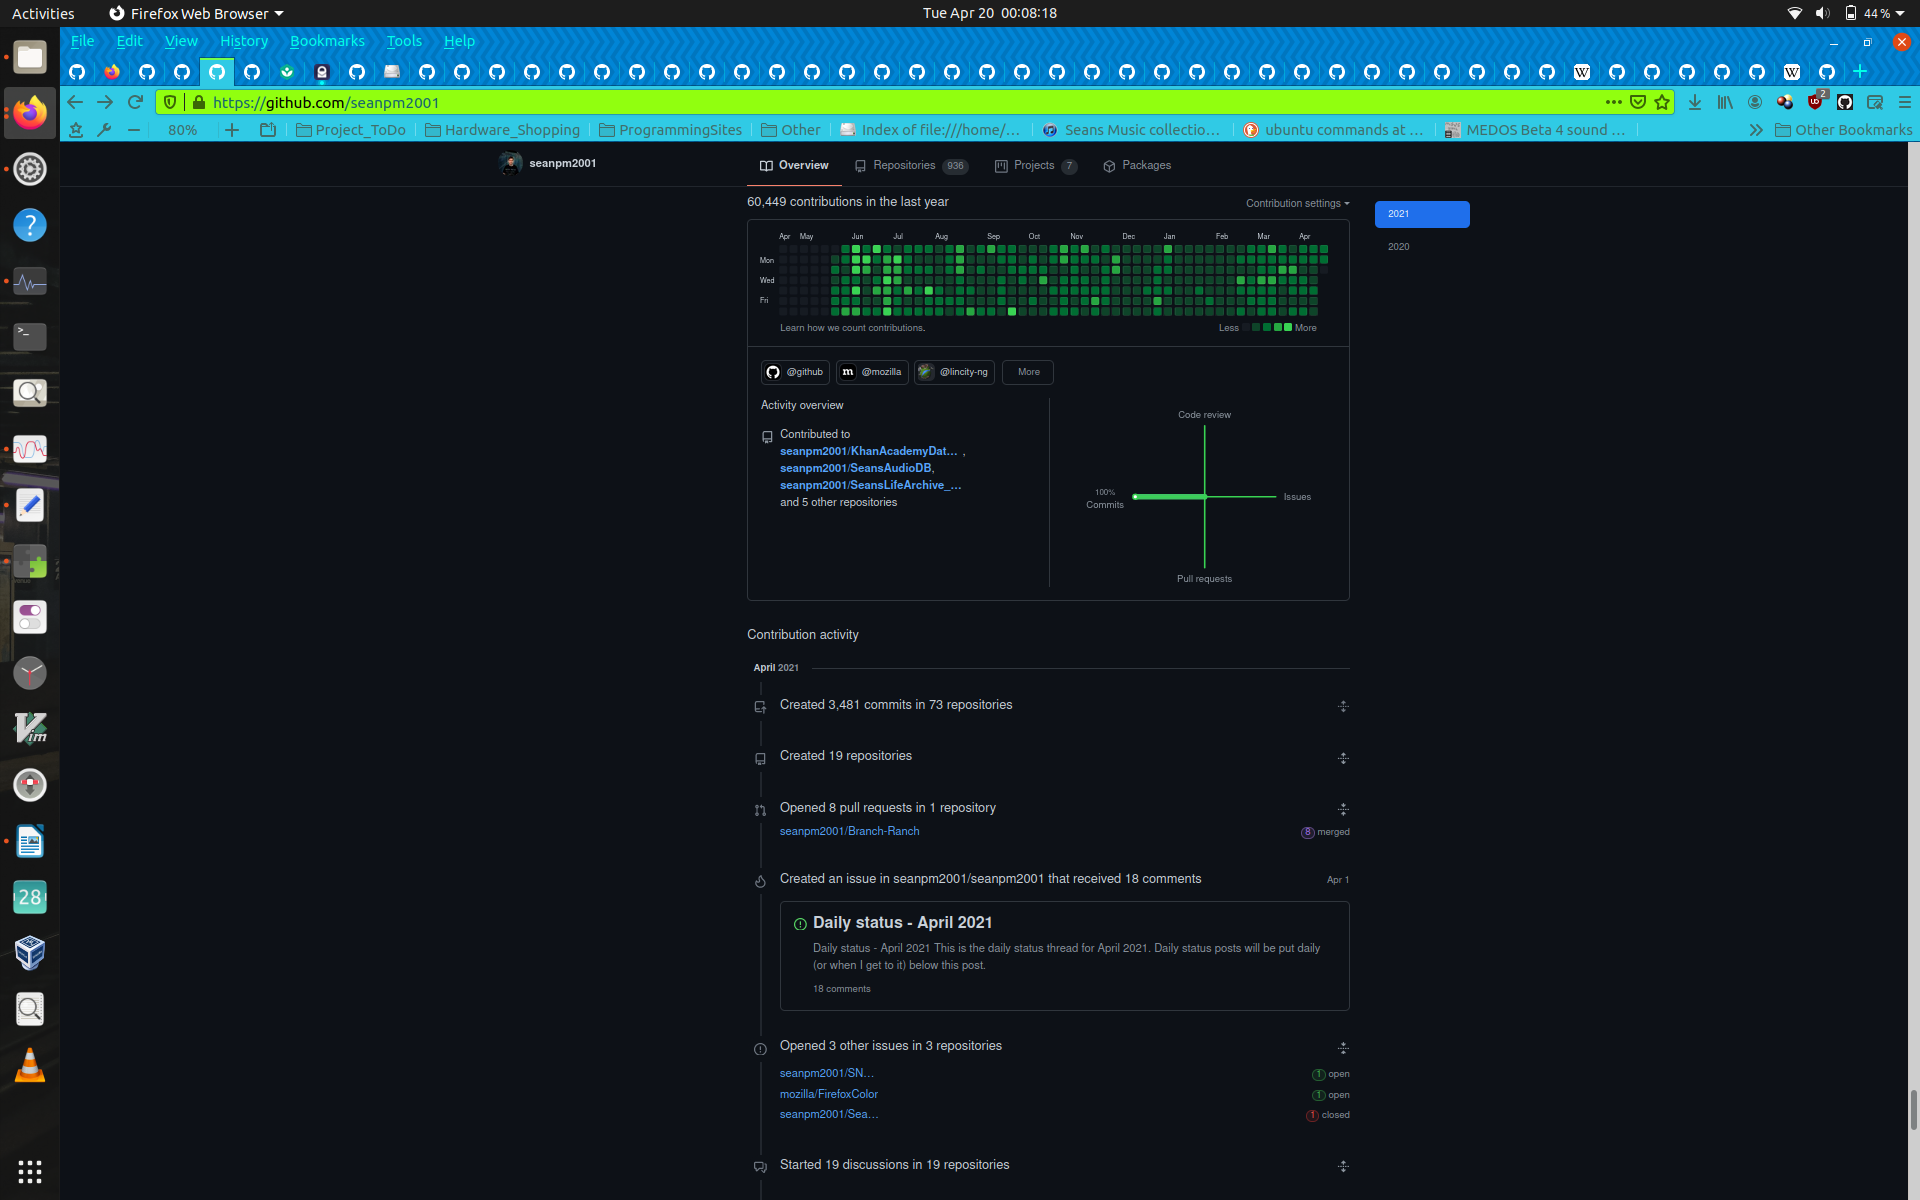 Activities
Firefox Web Browser
Tue Apr 20 00:08:18
44 %
File Edit View History Bookmarks Tools Help
https://github.com/seanpm2001
2
80%
Project_ToDo
Hardware_Shopping
ProgrammingSites
Other
Index of file:///home/...
Seans Music collectio...
ubuntu commands at ...
MEDOS Beta 4 sound ...
Other Bookmarks
seanpm2001
Overview
Repositories 936
Projects 7
Packages
60,449 contributions in the last year
Contribution settings
2021
2020
Apr May Jun Jul Aug Sep Oct Nov Dec Jan Feb Mar Apr
Mon
Wed
Fri
Learn how we count contributions.
Less
More
@github
@mozilla
@lincity-ng
More
Activity overview
Contributed to
seanpm2001/KhanAcademyDat... ,
seanpm2001/SeansAudioDB,
seanpm2001/SeansLifeArchive_...
and 5 other repositories
Code review
100%
Commits
Issues
Pull requests
Contribution activity
April 2021
Created 3,481 commits in 73 repositories
Created 19 repositories
Opened 8 pull requests in 1 repository
seanpm2001/Branch-Ranch
8 merged
Created an issue in seanpm2001/seanpm2001 that received 18 comments
Apr 1
Daily status - April 2021
Daily status - April 2021 This is the daily status thread for April 2021. Daily status posts will be put daily
(or when I get to it) below this post.
18 comments
Opened 3 other issues in 3 repositories
seanpm2001/SN...
1 open
mozilla/FirefoxColor
1 open
seanpm2001/Sea...
1 closed
Started 19 discussions in 19 repositories
28